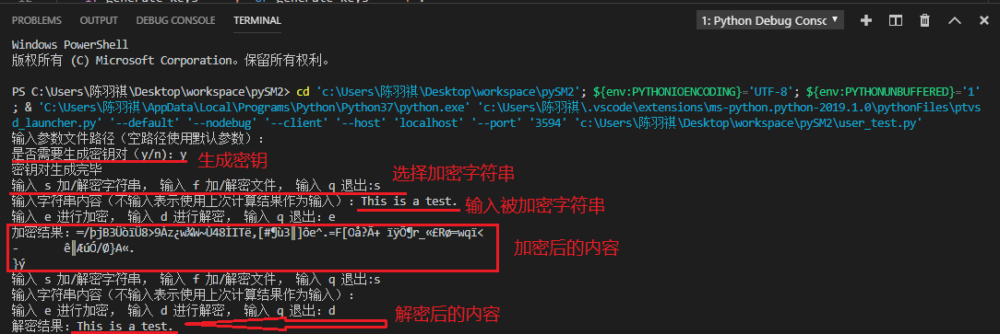 PROBLEMS OUTPUT DEBUG CONSOLE TERMINAL 1: Python Debug Consc
Windows PowerShell
版权所有 (C) Microsoft Corporation。保留所有权利。
PS C:\Users\陈羽祺\Desktop\workspace\pySM2> cd 'c:\Users\陈羽祺\Desktop\workspace\pySM2'; ${env:PYTHONIOENCODING}='UTF-8'; ${env:PYTHONUNBUFFERED}='1'
; & 'C:\Users\陈羽祺\AppData\Local\Programs\Python\Python37\python.exe' 'c:\Users\陈羽祺\.vscode\extensions\ms-python.python-2019.1.0\pythonFiles\ptvs
d_launcher.py' '--default' '--nodebug' '--client' '--host' 'localhost' '--port' '3594' 'c:\Users\陈羽祺\Desktop\workspace\pySM2\user_test.py'
输入参数文件路径（空路径使用默认参数）：
是否需要生成密钥对（y/n）：y 生成密钥
密钥对生成完毕
输入 s 加/解密字符串， 输入 f 加/解密文件， 输入 q 退出:s 选择加密字符串
输入字符串内容（不输入表示使用上次计算结果作为输入）：This is a test. 输入被加密字符串
输入 e 进行加密， 输入 d 进行解密， 输入 q 退出：e
加密结果：
加密后的内容
输入 s 加/解密字符串， 输入 f 加/解密文件， 输入 q 退出:s
输入字符串内容（不输入表示使用上次计算结果作为输入）：
输入 e 进行加密， 输入 d 进行解密， 输入 q 退出：d 解密后的内容
解密结果：This is a test.